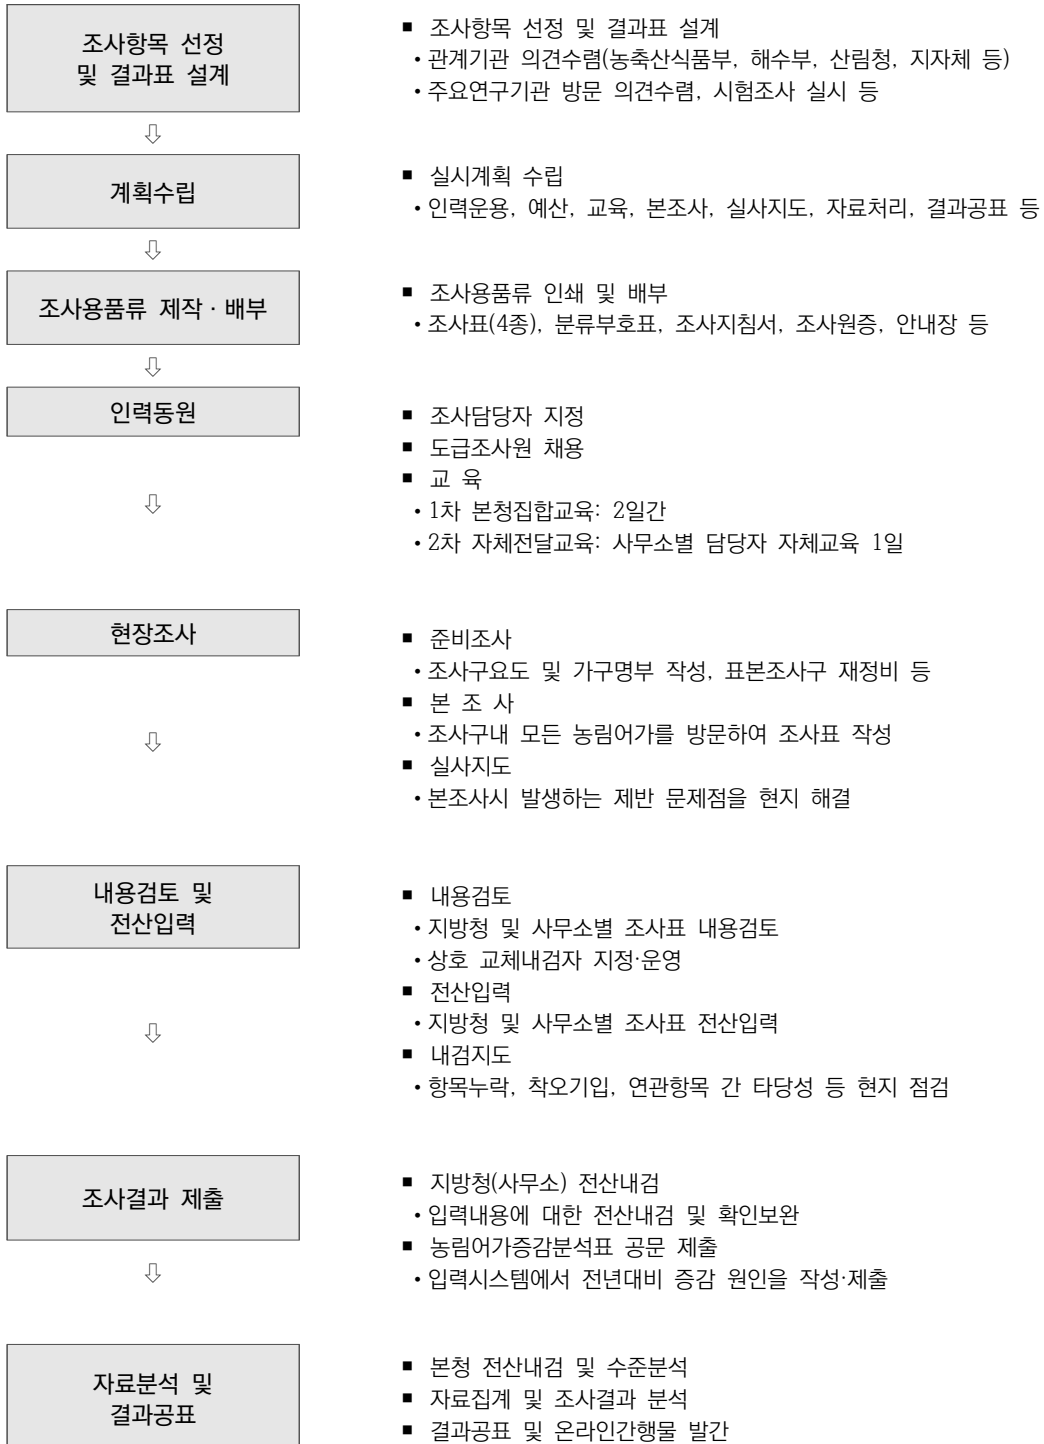 조사항목 선정
및 결과표 설계
■ 조사항목 선정 및 결과표 설계
•관계기관 의견수렴(농축산식품부, 해수부, 산림청, 지자체 등)
•주요연구기관 방문 의견수렴, 시험조사 실시 등
⇩
계획수립
■ 실시계획 수립
•인력운용, 예산, 교육, 본조사, 실사지도, 자료처리, 결과공표 등
⇩
조사용품류 제작·배부
■ 조사용품류 인쇄 및 배부
•조사표(4종), 분류부호표, 조사지침서, 조사원증, 안내장 등
⇩
인력동원
■ 조사담당자 지정
■ 도급조사원 채용
■ 교 육
•1차 본청집합교육: 2일간
•2차 자체전달교육: 사무소별 담당자 자체교육 1일
⇩
현장조사
■ 준비조사
•조사구요도 및 가구명부 작성, 표본조사구 재정비 등
■ 본 조 사
•조사구내 모든 농림어가를 방문하여 조사표 작성
■ 실사지도
•본조사시 발생하는 제반 문제점을 현지 해결
⇩
내용검토 및
전산입력
■ 내용검토
•지방청 및 사무소별 조사표 내용검토
•상호 교체내검자 지정·운영
■ 전산입력
•지방청 및 사무소별 조사표 전산입력
■ 내검지도
•항목누락, 착오기입, 연관항목 간 타당성 등 현지 점검
⇩
조사결과 제출
■ 지방청(사무소) 전산내검
•입력내용에 대한 전산내검 및 확인보완
■ 농림어가증감분석표 공문 제출
•입력시스템에서 전년대비 증감 원인을 작성·제출
⇩
자료분석 및
결과공표
■ 본청 전산내검 및 수준분석
■ 자료집계 및 조사결과 분석
■ 결과공표 및 온라인간행물 발간